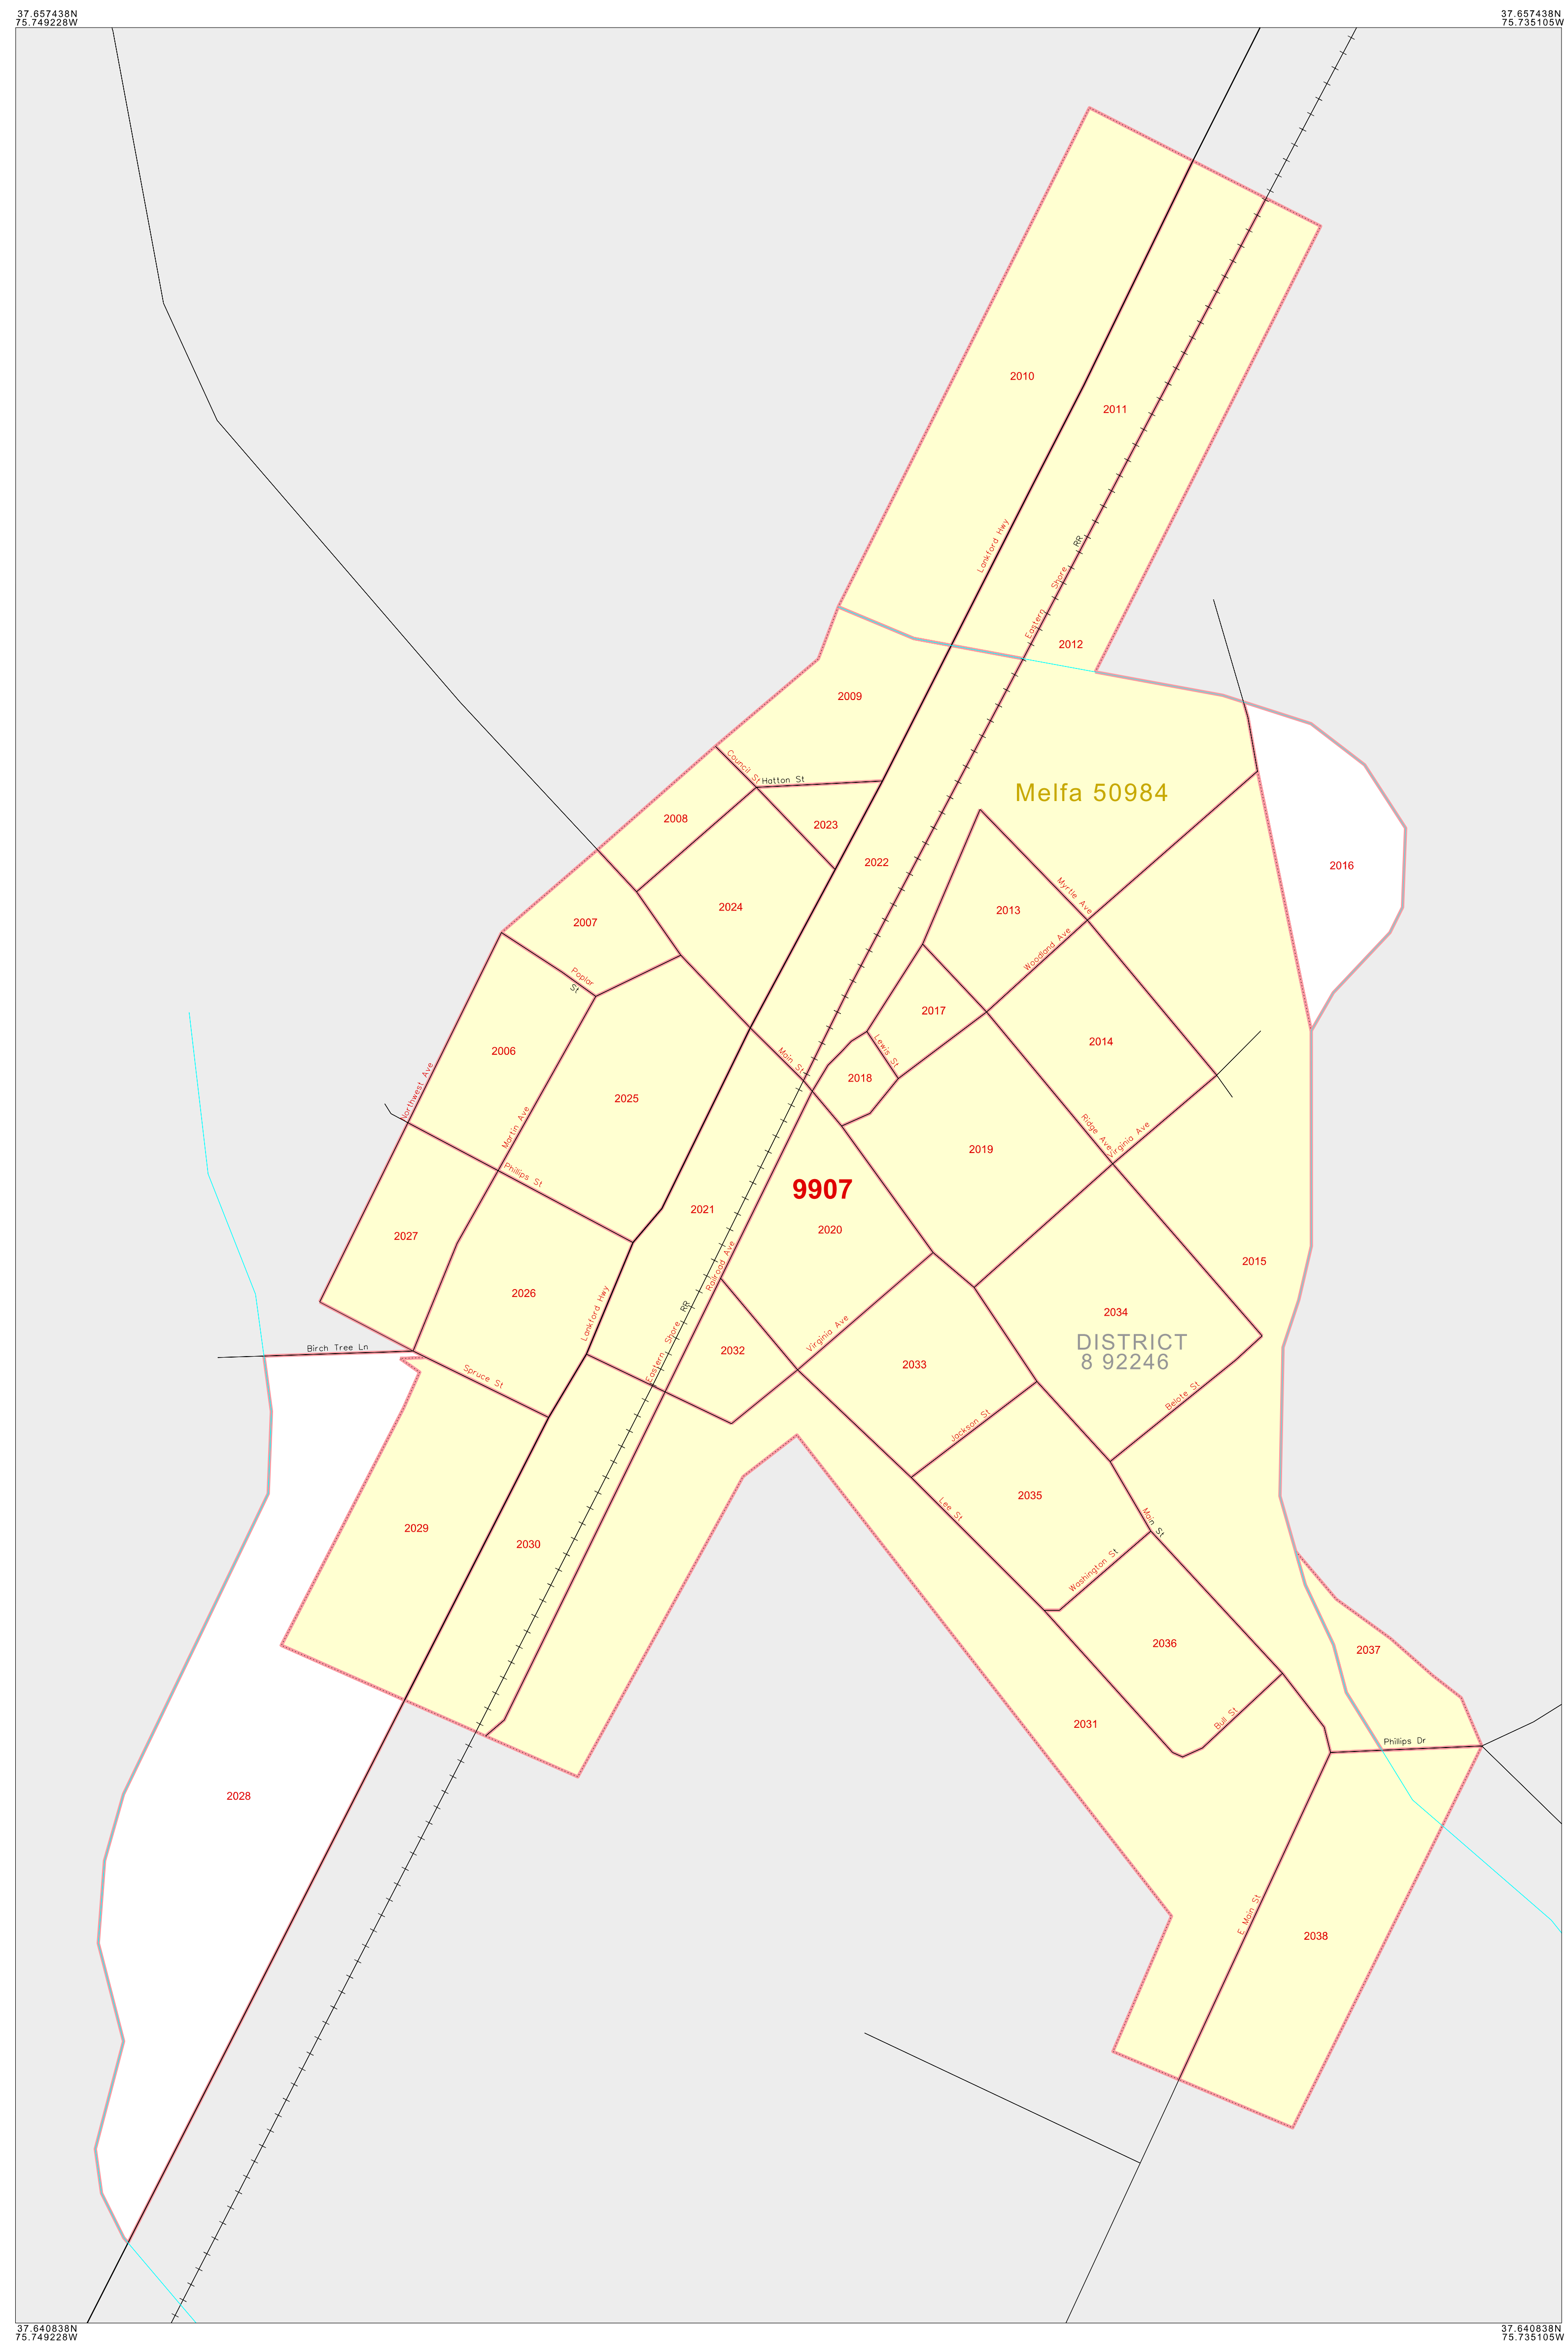 37.657438N
75.749228W
37.657438N
75.735105W
2010
2011
Lankford Hwy
Eastern Shore RR
2012
2009
Council St
Hatton St
Melfa 50984
2008
2023
2022
2016
2024
2007
2013
Myrtle Ave
Woodland Ave
Poplar
St
2017
2006
Northwest Ave
Main St
Lewis St
2018
2014
2025
Martin Ave
Ridge Ave
Virginia Ave
2019
Phillips St
9907
2021
2020
2027
2015
Railroad Ave
2026
Lankford Hwy
Eastern Shore RR
2034
Virginia Ave
DISTRICT
8 92246
Birch Tree Ln
2032
2033
Spruce St
Belote St
Jackson St
2035
Lee St
Main St
2029
2030
Washington St
2036
2037
2031
Bull St
Phillips Dr
2028
E Main St
2038
37.640838N
75.749228W
37.640838N
75.735105W